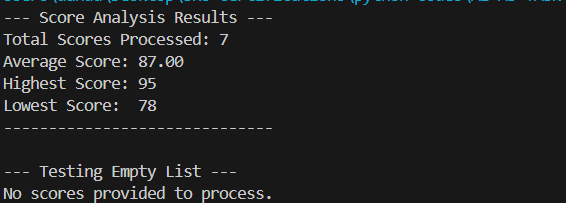 --- Score Analysis Results ---
Total Scores Processed: 7
Average Score: 87.00
Highest Score: 95
Lowest Score:  78
------------------------------

--- Testing Empty List ---
No scores provided to process.